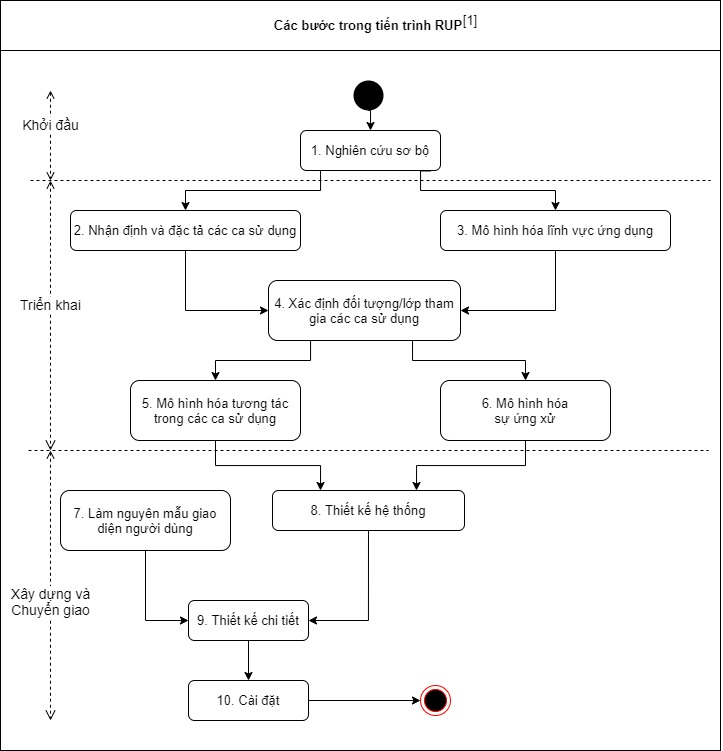 Các bước trong tiến trình RUP[1]
Khởi đầu
1. Nghiên cứu sơ bộ
2. Nhận định và đặc tả các ca sử dụng
3. Mô hình hóa lĩnh vực ứng dụng
Triển khai
4. Xác định đối tượng/lớp tham
gia các ca sử dụng
5. Mô hình hóa tương tác
trong các ca sử dụng
6. Mô hình hóa
sự ứng xử
7. Làm nguyên mẫu giao
diện người dùng
8. Thiết kế hệ thống
Xây dựng và
Chuyển giao
9. Thiết kế chi tiết
10. Cài đặt